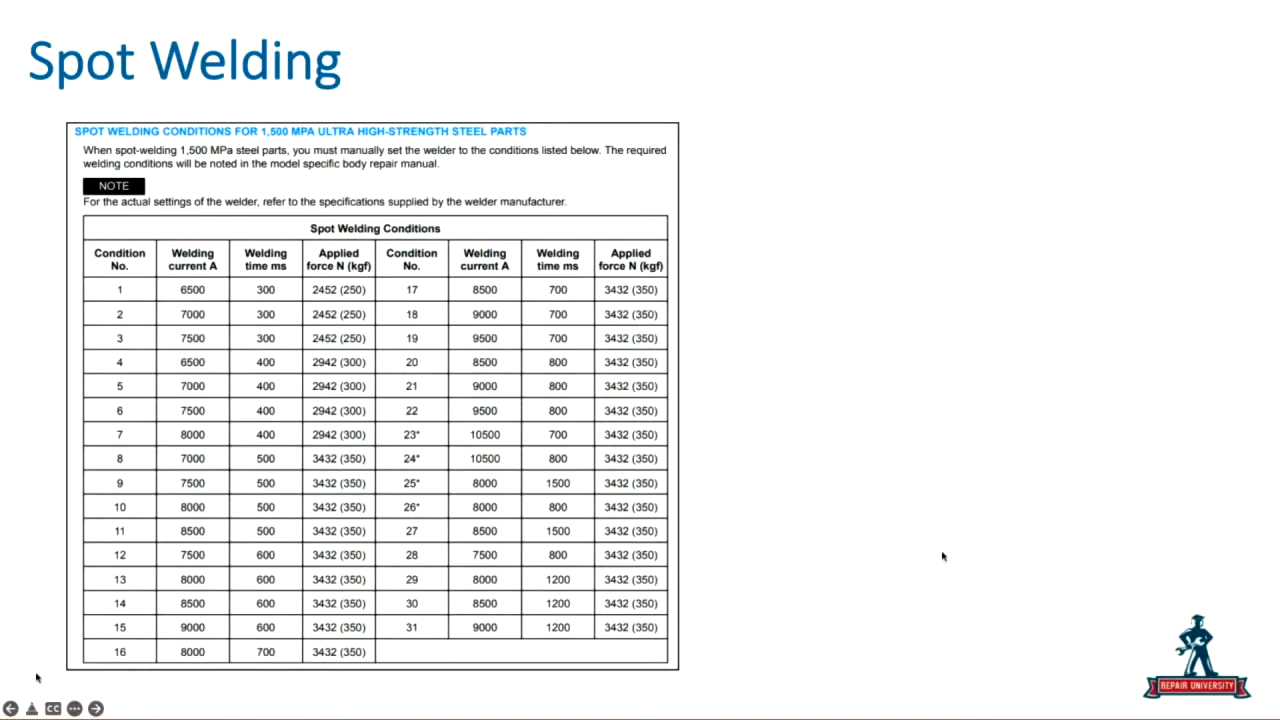 Spot Welding
SPOT WELDING CONDITIONS FOR 1,500 MPA ULTRA HIGH-STRENGTH STEEL PARTS
When spot-welding 1,500 MPa steel parts, you must manually set the welder to the conditions listed below. The required
welding conditions will be noted in the model specific body repair manual.
NOTE
For the actual settings of the welder, refer to the specifications supplied by the welder manufacturer.
Spot Welding Conditions
Condition No. Welding current A Welding time ms Applied force N (kgf) Condition No. Welding current A Welding time ms Applied force N (kgf)
1 6500 300 2452 (250) 17 8500 700 3432 (350)
2 7000 300 2452 (250) 18 9000 700 3432 (350)
3 7500 300 2452 (250) 19 9500 700 3432 (350)
4 6500 400 2942 (300) 20 8500 800 3432 (350)
5 7000 400 2942 (300) 21 9000 800 3432 (350)
6 7500 400 2942 (300) 22 9500 800 3432 (350)
7 8000 400 2942 (300) 23* 10500 700 3432 (350)
8 7000 500 3432 (350) 24* 10500 800 3432 (350)
9 7500 500 3432 (350) 25* 8000 1500 3432 (350)
10 8000 500 3432 (350) 26* 8000 800 3432 (350)
11 8500 500 3432 (350) 27 8500 1500 3432 (350)
12 7500 600 3432 (350) 28 7500 800 3432 (350)
13 8000 600 3432 (350) 29 8000 1200 3432 (350)
14 8500 600 3432 (350) 30 8500 1200 3432 (350)
15 9000 600 3432 (350) 31 9000 1200 3432 (350)
16 8000 700 3432 (350)
REPAIR UNIVERSITY
CC